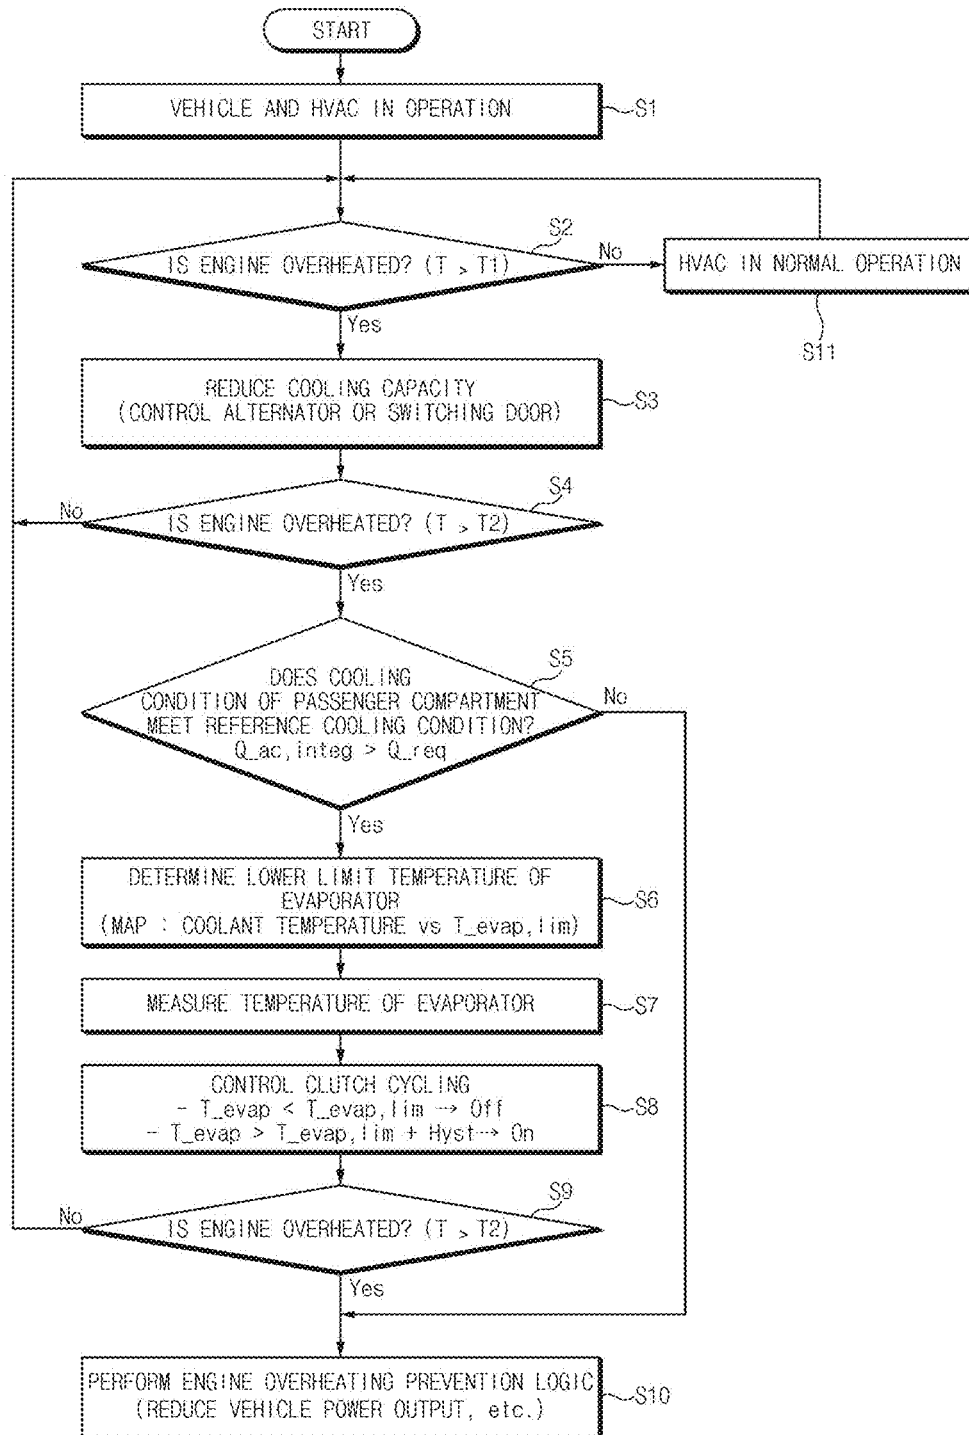 START
VEHICLE AND HVAC IN OPERATION
S1
S2
IS ENGINE OVERHEATED? (T > T1)
No
HVAC IN NORMAL OPERATION
S11
Yes
REDUCE COOLING CAPACITY
(CONTROL ALTERNATOR OR SWITCHING DOOR)
S3
S4
No
IS ENGINE OVERHEATED? (T > T2)
Yes
S5
DOES COOLING
CONDITION OF PASSENGER COMPARTMENT
MEET REFERENCE COOLING CONDITION?
Q_ac,integ > Q_req
No
Yes
DETERMINE LOWER LIMIT TEMPERATURE OF
EVAPORATOR
(MAP : COOLANT TEMPERATURE vs T_evap,lim)
S6
MEASURE TEMPERATURE OF EVAPORATOR
S7
CONTROL CLUTCH CYCLING
- T_evap < T_evap,lim → Off
- T_evap > T_evap,lim + Hyst→ On
S8
S9
No
IS ENGINE OVERHEATED? (T > T2)
Yes
PERFORM ENGINE OVERHEATING PREVENTION LOGIC
(REDUCE VEHICLE POWER OUTPUT, etc.)
S10